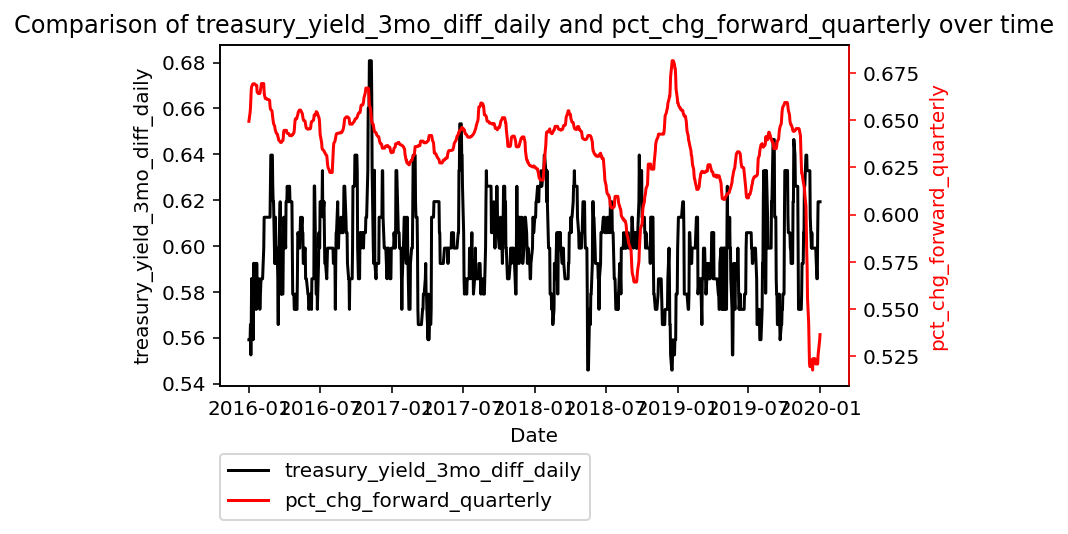 Comparison of treasury_yield_3mo_diff_daily and pct_chg_forward_quarterly over time
treasury_yield_3mo_diff_daily
0.68
0.66
0.64
0.62
0.60
0.58
0.56
0.54
0.675
0.650
0.625
0.600
0.575
0.550
0.525
pct_chg_forward_quarterly
2016-01 2016-07 2017-01 2017-07 2018-01 2018-07 2019-01 2019-07 2020-01
Date
treasury_yield_3mo_diff_daily
pct_chg_forward_quarterly